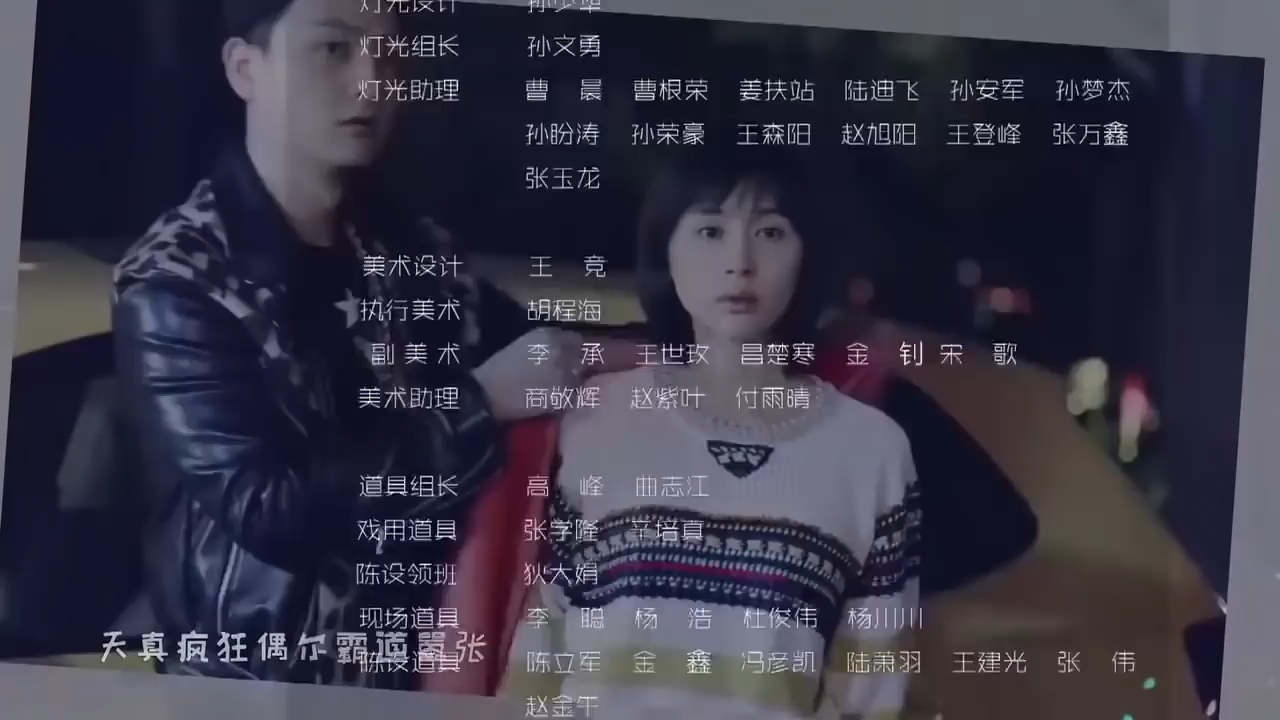 灯光设计 孙少华
灯光组长 孙文勇
灯光助理 曹 晨 曹根荣 姜扶站 陆迪飞 孙安军 孙梦杰
孙盼涛 孙荣豪 王森阳 赵旭阳 王登峰 张万鑫
张玉龙
美术设计 王 竞
执行美术 胡程海
副美术 李 承 王世玫 昌楚寒 金 钊 宋 歌
美术助理 商敬辉 赵紫叶 付雨晴
道具组长 高 峰 曲志江
戏用道具 张学隆 辛培真
陈设领班 狄大娟
现场道具 李 聪 杨 浩 杜俊伟 杨川川
天真疯狂偶尔霸道嚣张
陈设道具 陈立军 金 鑫 冯彦凯 陆萧羽 王建光 张 伟
赵金午